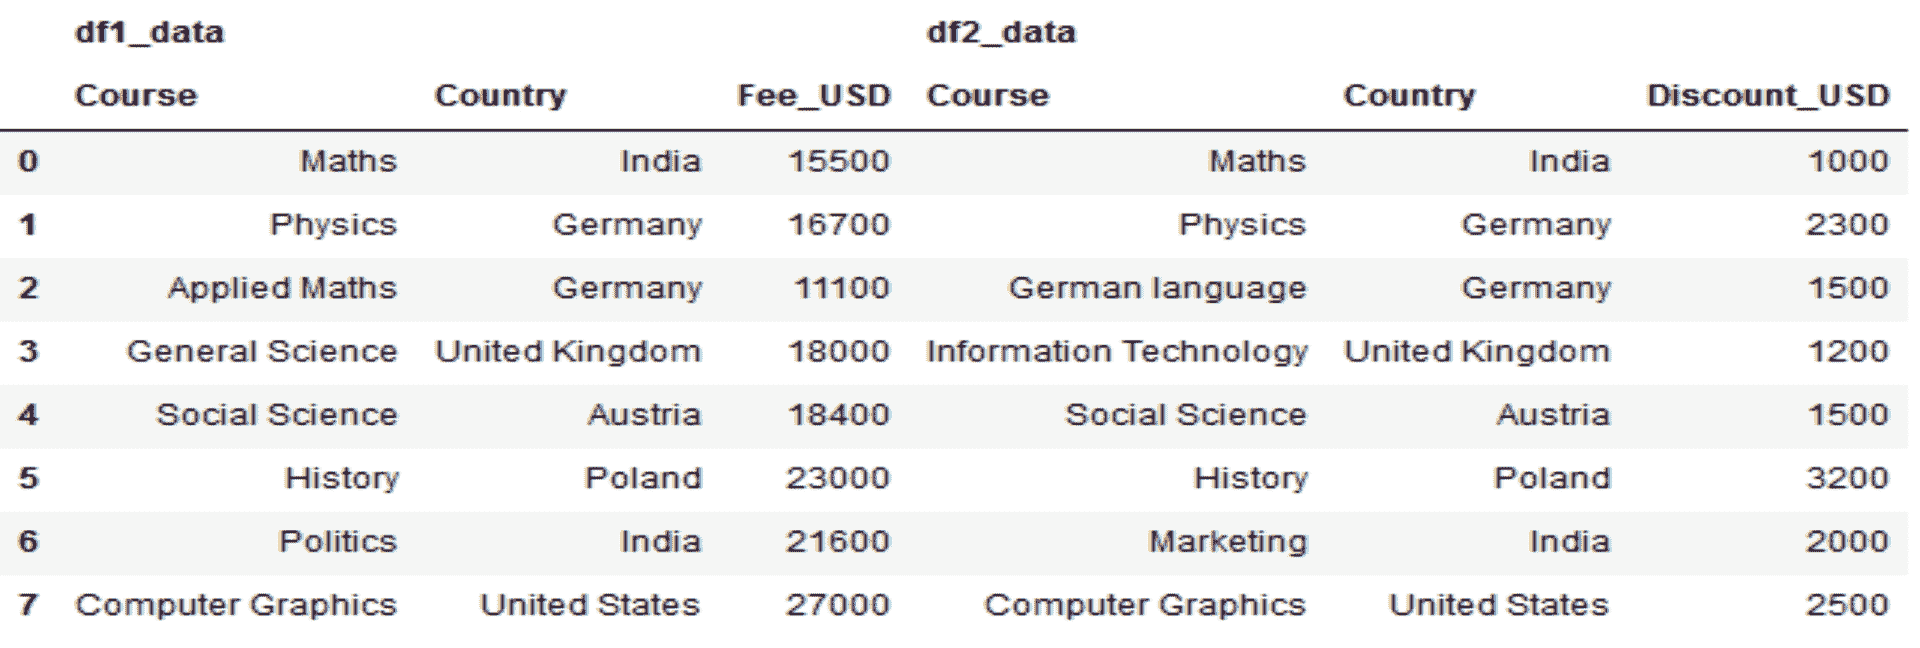 df1_data df2_data
Course Country Fee_USD Course Country Discount_USD
0 Maths India 15500 Maths India 1000
1 Physics Germany 16700 Physics Germany 2300
2 Applied Maths Germany 11100 German language Germany 1500
3 General Science United Kingdom 18000 Information Technology United Kingdom 1200
4 Social Science Austria 18400 Social Science Austria 1500
5 History Poland 23000 History Poland 3200
6 Politics India 21600 Marketing India 2000
7 Computer Graphics United States 27000 Computer Graphics United States 2500